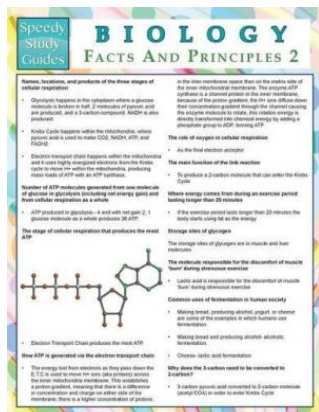 Speedy
Study
Guides
BIOLOGY
FACTS AND PRINCIPLES 2
Names, locations, and products of the three stages of
cellular respiration
• Glycolysis happens in the cytoplasm where a glucose
molecule is broken in half, 2 molecules of pyruvic acid
are produced, and a 3-carbon compound. NADH is also
produced.
• Krebs Cycle happens within the mitochondria, where
pyruvic acid is used to make CO2, NADH, ATP, and
FADH2.
• Electron transport chain happens within the mitochondria
and it uses highly energized electrons from the Krebs
cycle to move H+ within the mitochondria, producing
mass loads of ATP with an ATP synthase.
Number of ATP molecules generated from one molecule
of glucose in glycolysis (including net energy gain) and
from cellular respiration as a whole
• ATP produced in glycolysis - 4 and with net gain 2, 1
glucose molecule as a whole produces 36 ATP.
The stage of cellular respiration that produces the most
ATP
• Electron Transport Chain produces the most ATP.
How ATP is generated via the electron transport chain
• The energy lost from electrons as they pass down the
E.T.C is used to move H+ ions (aka protons) across
the inner mitochondria membrane. This establishes
a proton gradient, meaning that there is a difference
of concentration and charge on either side of the
membrane; there is a higher concentration of protons
in the inter membrane space than on the matrix side of
the inner mitochondrial membrane. The enzyme ATP
synthase is a channel protein in the inner membrane,
because of the proton gradient, the H+ ions diffuse down
their concentration gradient through the channel causing
the enzyme molecule to rotate, this rotation energy is
directly transformed into chemical energy by adding a
phosphate group to ADP, forming ATP.
The role of oxygen in cellular respiration
• As the final electron acceptor
The main function of the link reaction
• To produce a 2-carbon molecule that can enter the Krebs
Cycle
Where energy comes from during an exercise period
lasting longer than 20 minutes
• If the exercise period lasts longer than 20 minutes the
body starts using fat as the energy
Storage sites of glycogen
The storage sites of glycogen are in muscle and liver
molecules.
The molecule responsible for the discomfort of muscle
'burn' during strenuous exercise
• Lactic acid is responsible for the discomfort of muscle
'burn' during strenuous exercise
Common uses of fermentation in human society
• Making bread, producing alcohol, yogurt, or cheese
are some of the examples in which humans use
fermentation
• Making bread and producing alcohol- alcoholic
fermentation
• Cheese- lactic acid fermentation
Why does the 3-carbon need to be converted to
2-carbon?
• 3-carbon pyruvic acid converted to 2-carbon molecule
(acetyl COA) in order to enter Krebs Cycle